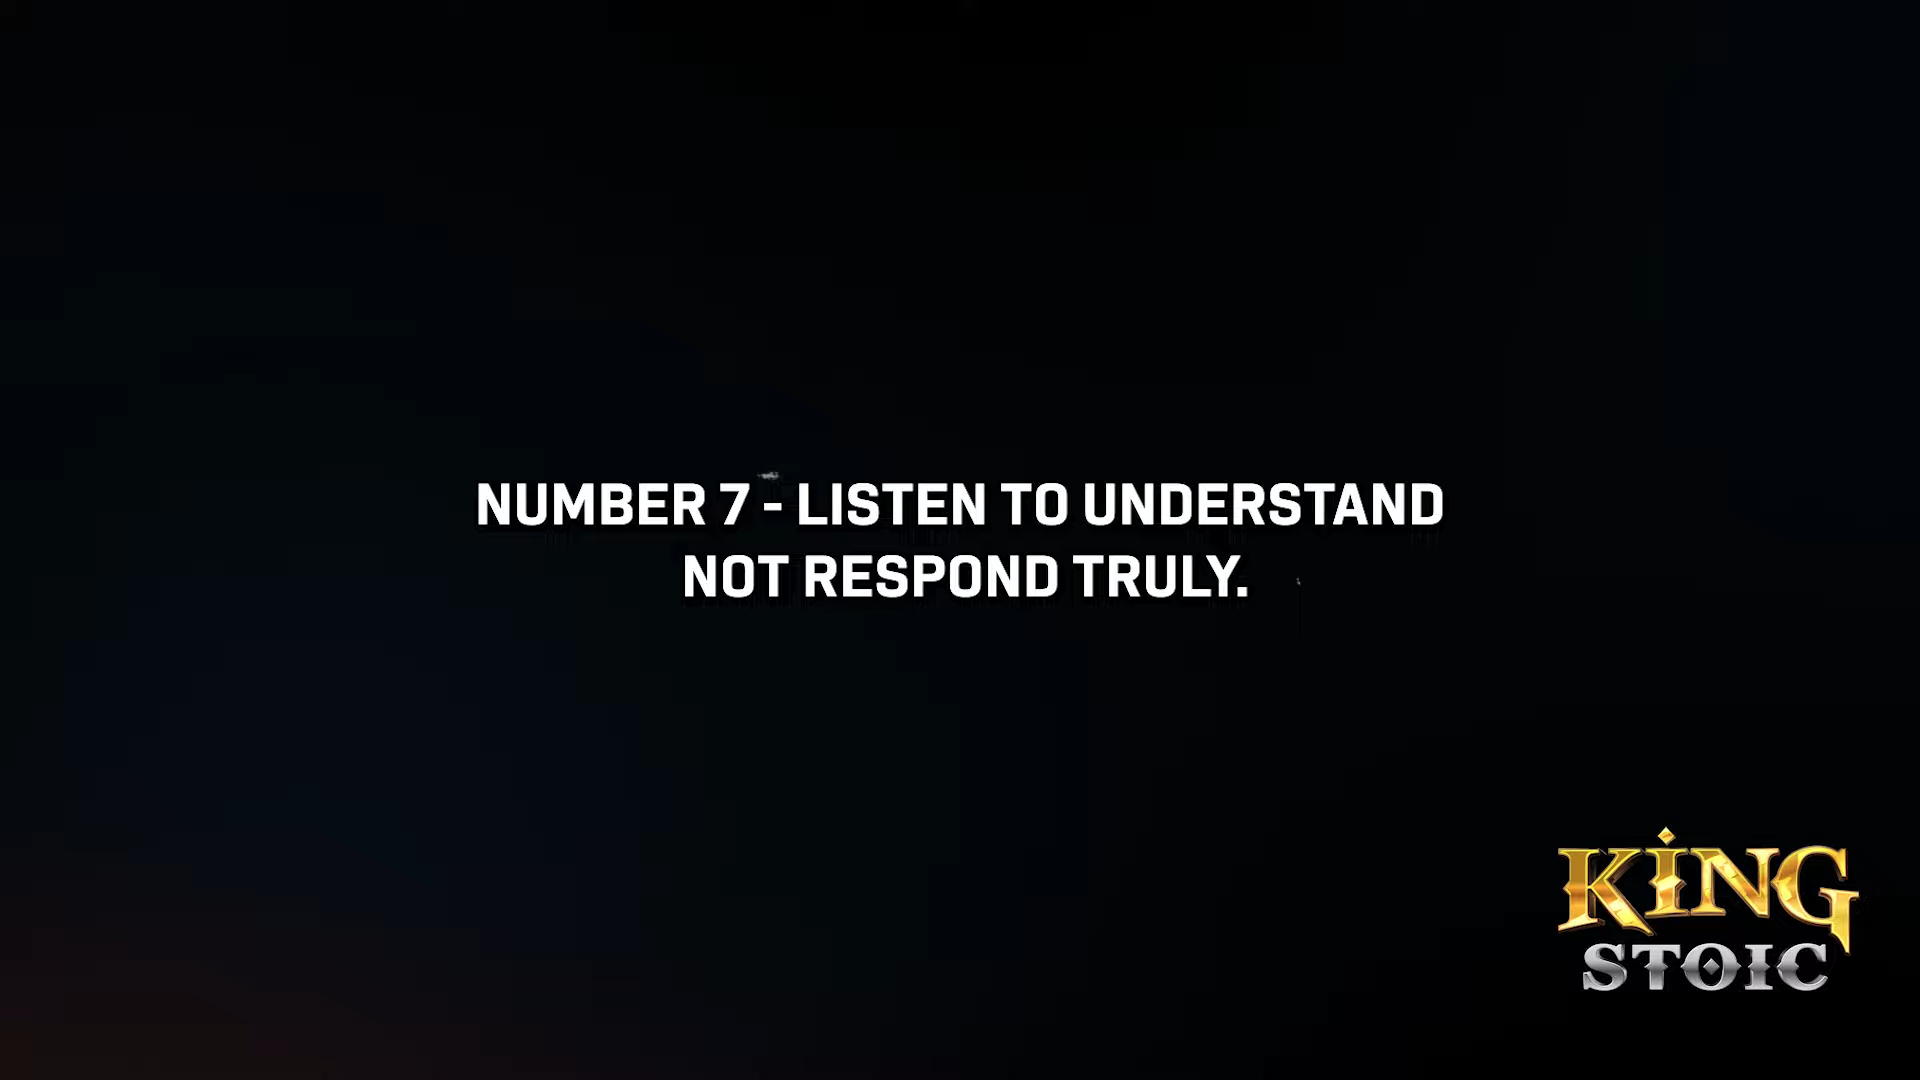 NUMBER 7 - LISTEN TO UNDERSTAND
NOT RESPOND TRULY.
KING
STOIC